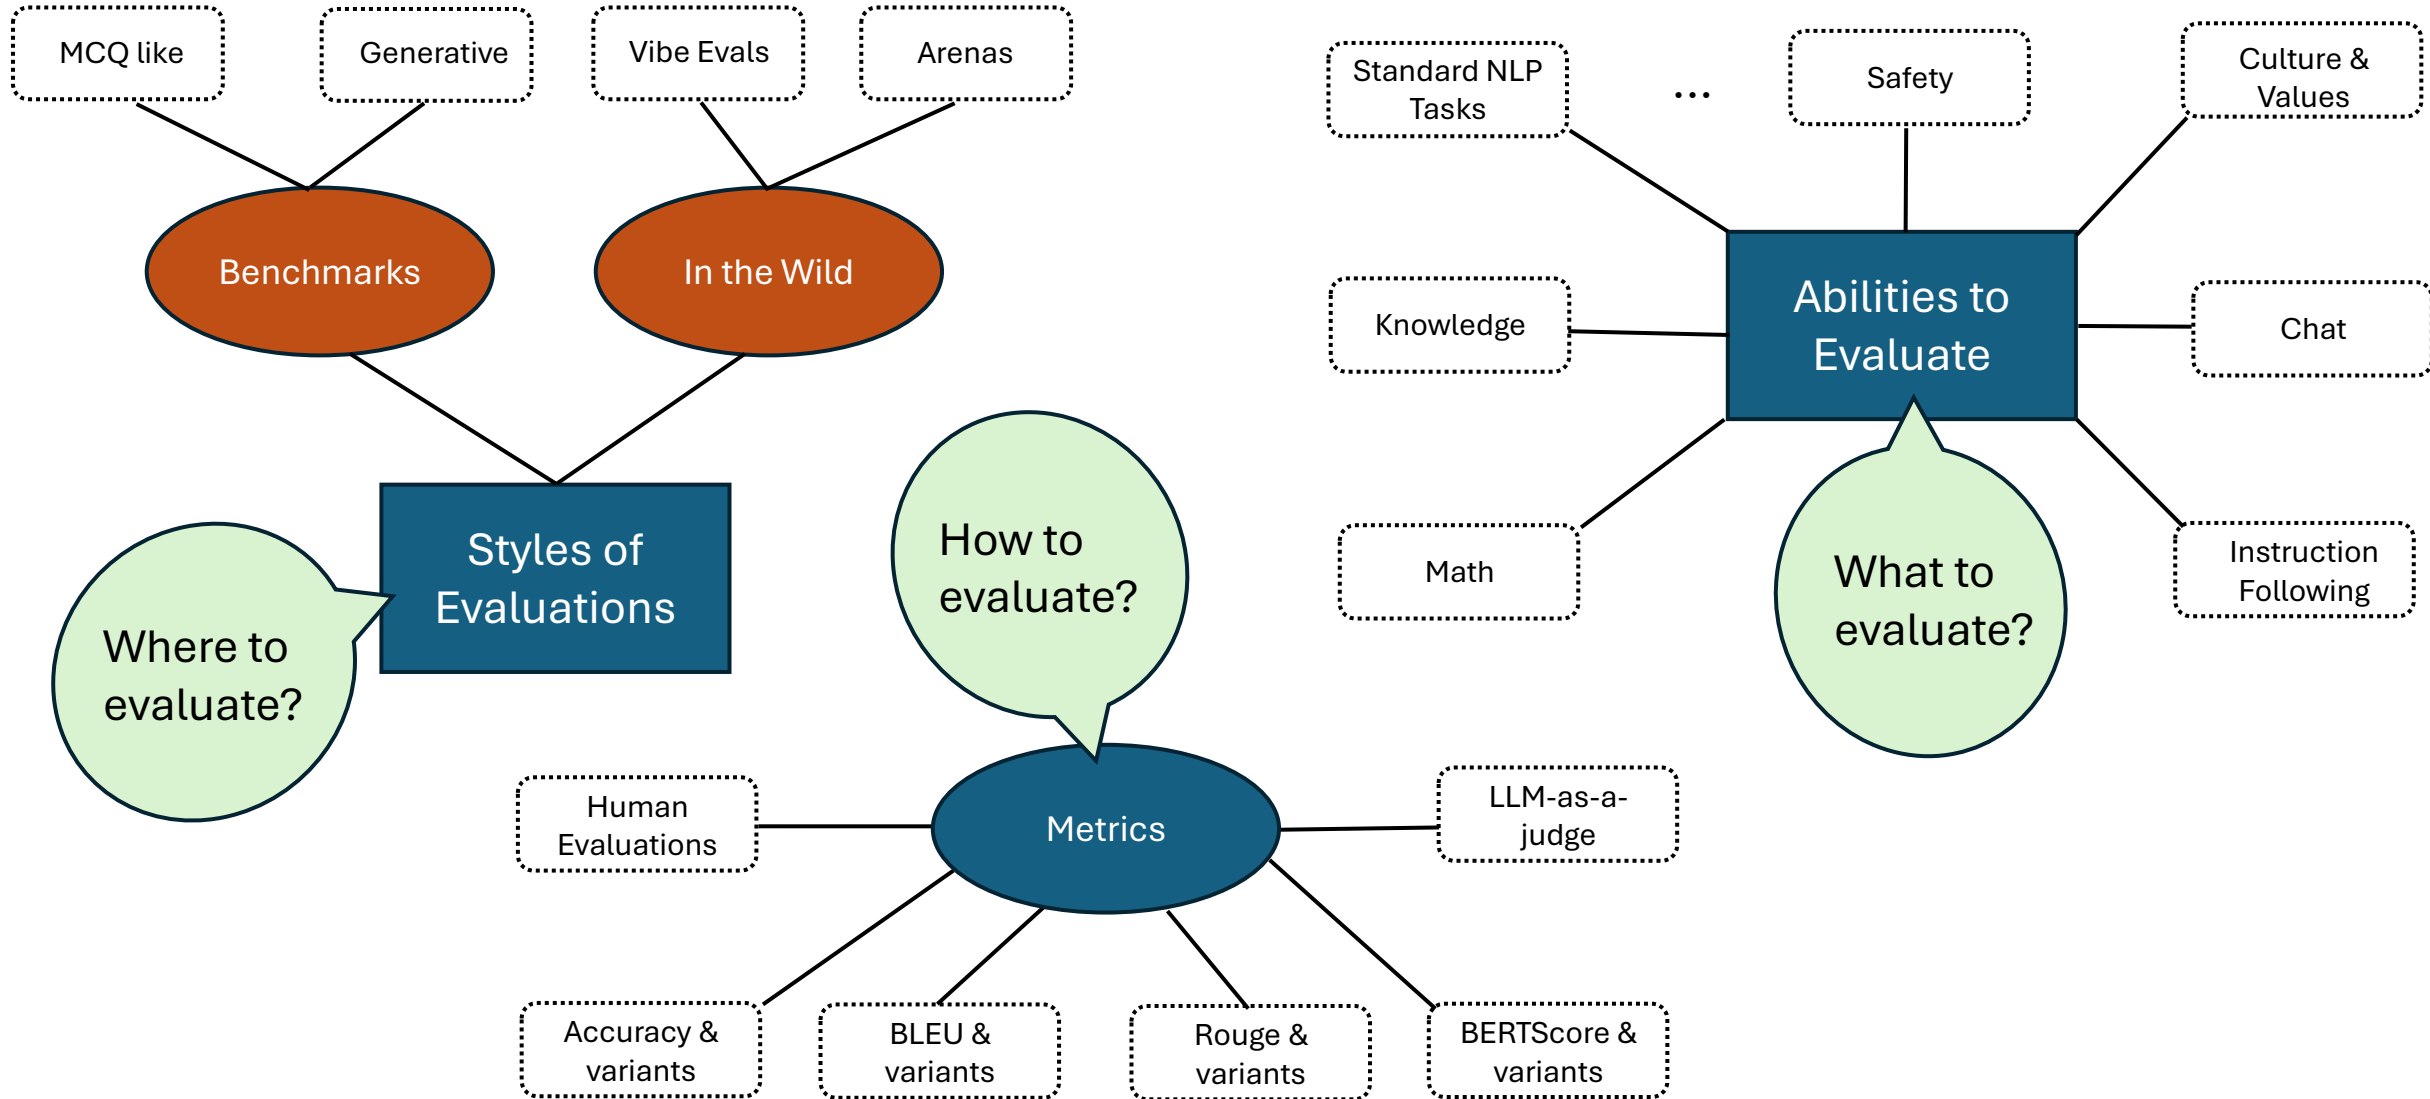 MCQ like
Generative
Vibe Evals
Arenas
Benchmarks
In the Wild
Styles of
Evaluations
Where to
evaluate?
How to
evaluate?
Metrics
Human
Evaluations
LLM-as-a-
judge
Accuracy &
variants
BLEU &
variants
Rouge &
variants
BERTScore &
variants
Standard NLP
Tasks
...
Safety
Culture &
Values
Knowledge
Abilities to
Evaluate
Chat
Math
What to
evaluate?
Instruction
Following